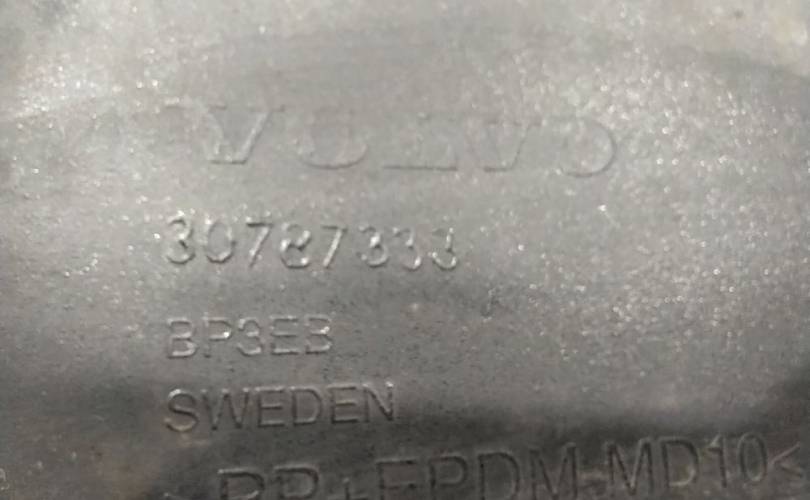 VOLVO
30787333
BP3EB
SWEDEN
>PP+EPDM-MD10<